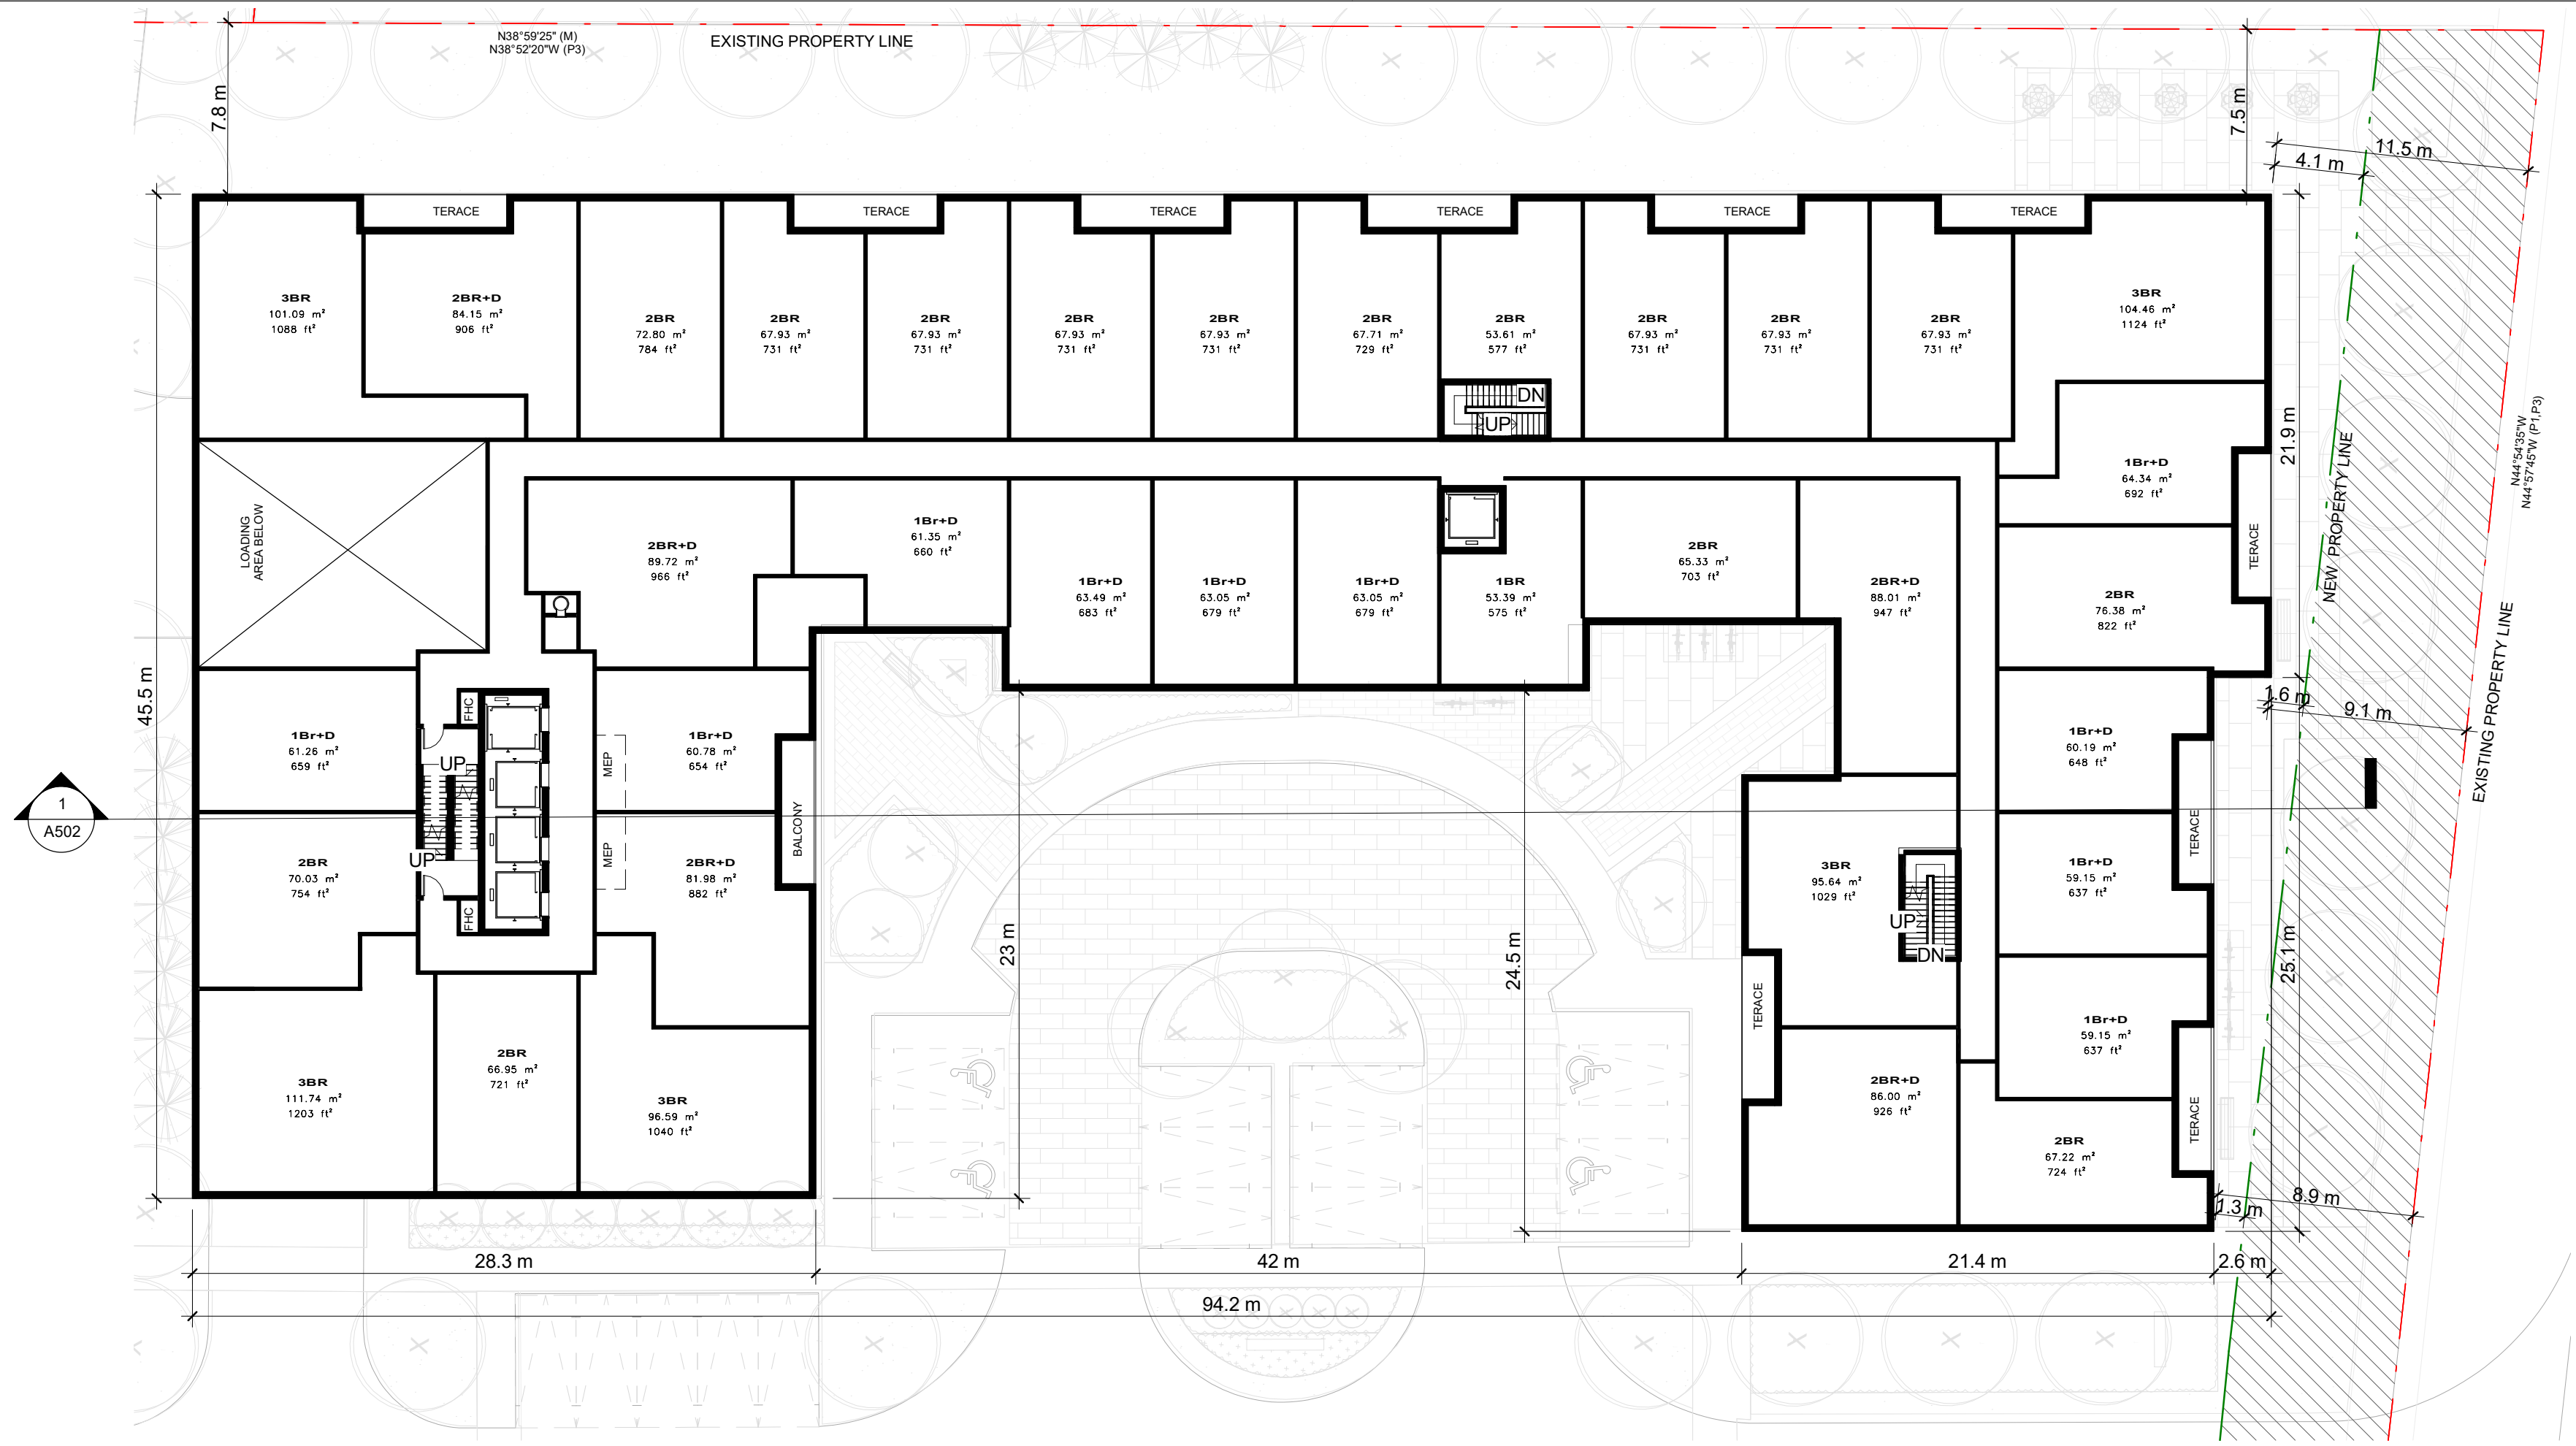 N38°59'25" (M)
N38°52'20"W (P3)
EXISTING PROPERTY LINE
7.8 m
7.5 m
11.5 m
4.1 m
TERACE
TERACE
TERACE
TERACE
TERACE
TERACE
3BR
101.09 m²
1088 ft²
2BR+D
84.15 m²
906 ft²
2BR
72.80 m²
784 ft²
2BR
67.93 m²
731 ft²
2BR
67.93 m²
731 ft²
2BR
67.93 m²
731 ft²
2BR
67.93 m²
731 ft²
2BR
67.71 m²
729 ft²
2BR
53.61 m²
577 ft²
2BR
67.93 m²
731 ft²
2BR
67.93 m²
731 ft²
2BR
67.93 m²
731 ft²
3BR
104.46 m²
1124 ft²
DN
UP
21.9 m
N44°54'35"W
N44°57'45"W (P1,P3)
NEW PROPERTY LINE
EXISTING PROPERTY LINE
1Br+D
64.34 m²
692 ft²
TERACE
LOADING
AREA BELOW
2BR+D
89.72 m²
966 ft²
1Br+D
61.35 m²
660 ft²
1Br+D
63.49 m²
683 ft²
1Br+D
63.05 m²
679 ft²
1Br+D
63.05 m²
679 ft²
1BR
53.39 m²
575 ft²
2BR
65.33 m²
703 ft²
2BR+D
88.01 m²
947 ft²
2BR
76.38 m²
822 ft²
45.5 m
1.6 m
9.1 m
1Br+D
61.26 m²
659 ft²
FHC
UP
MEP
1Br+D
60.78 m²
654 ft²
1Br+D
60.19 m²
648 ft²
TERACE
1
A502
BALCONY
2BR
70.03 m²
754 ft²
UP
FHC
MEP
2BR+D
81.98 m²
882 ft²
3BR
95.64 m²
1029 ft²
UP
DN
1Br+D
59.15 m²
637 ft²
23 m
24.5 m
25.1 m
TERACE
1Br+D
59.15 m²
637 ft²
TERACE
3BR
111.74 m²
1203 ft²
2BR
66.95 m²
721 ft²
3BR
96.59 m²
1040 ft²
2BR+D
86.00 m²
926 ft²
2BR
67.22 m²
724 ft²
8.9 m
1.3 m
28.3 m
42 m
21.4 m
2.6 m
94.2 m